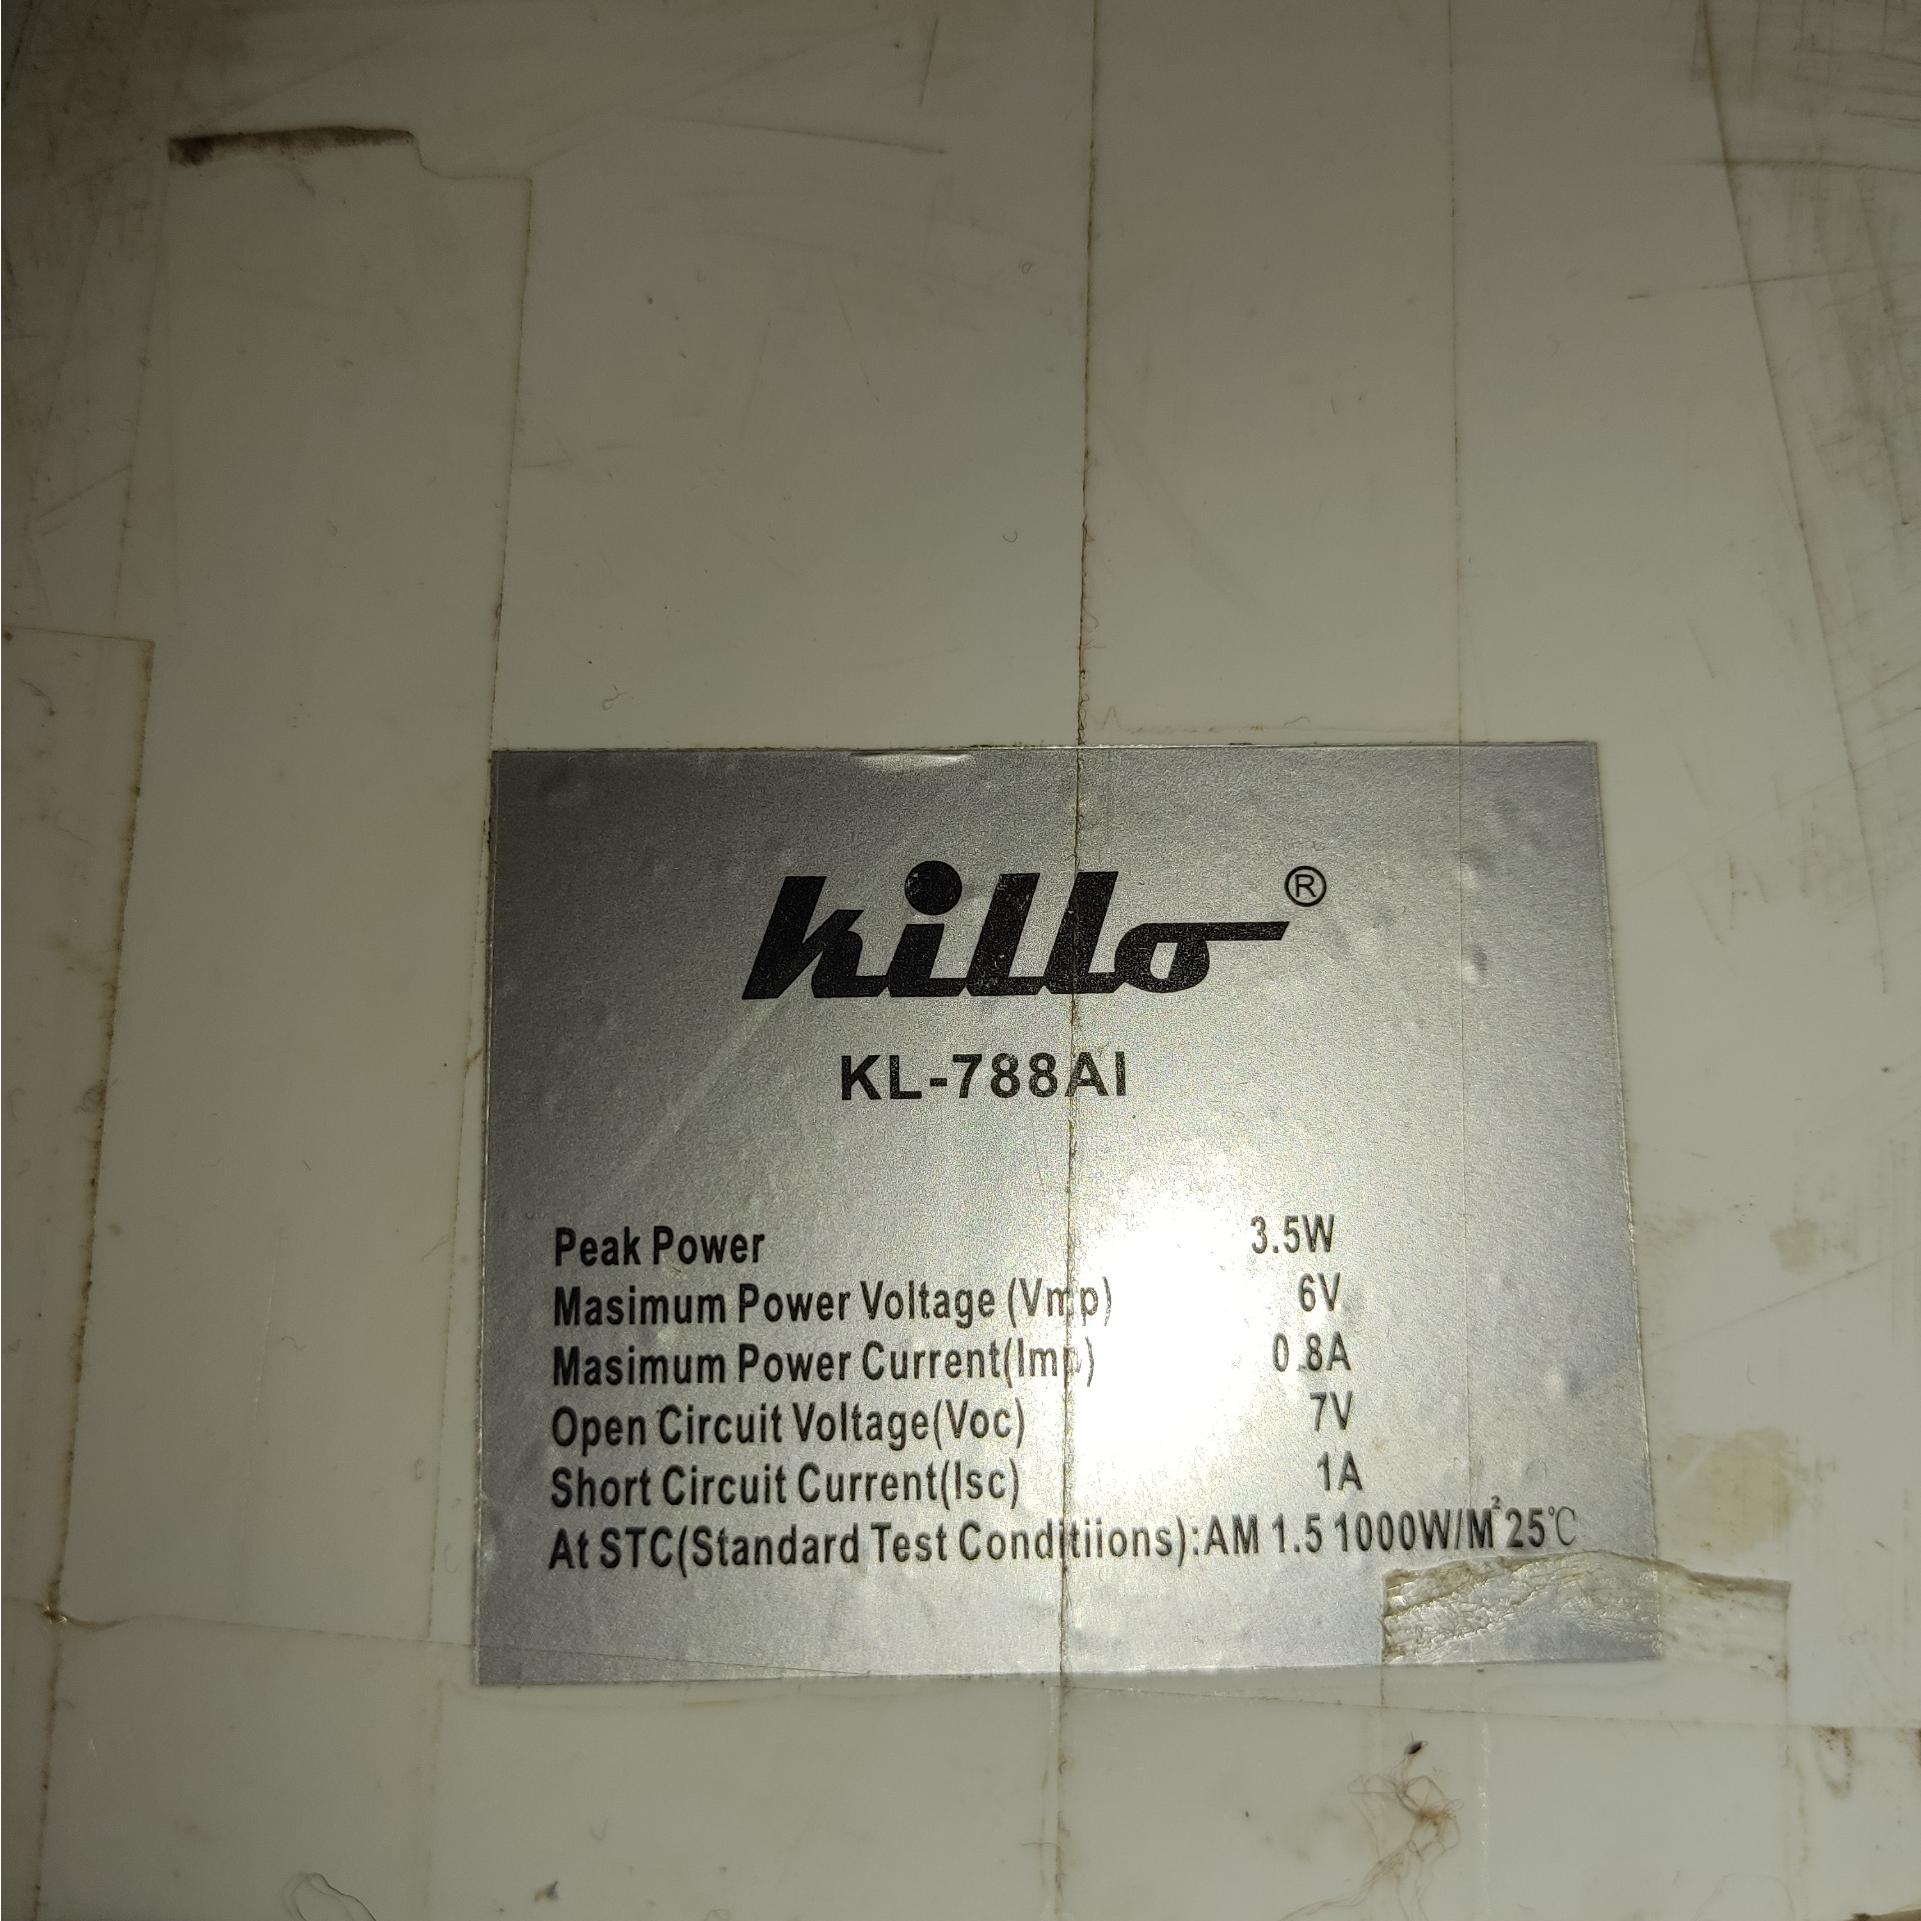 Killo®
KL-788AI
Peak Power 3.5W
Masimum Power Voltage (Vmp) 6V
Masimum Power Current(Imp) 0.8A
Open Circuit Voltage(Voc) 7V
Short Circuit Current(Isc) 1A
At STC(Standard Test Conditiions):AM 1.5 1000W/M² 25℃